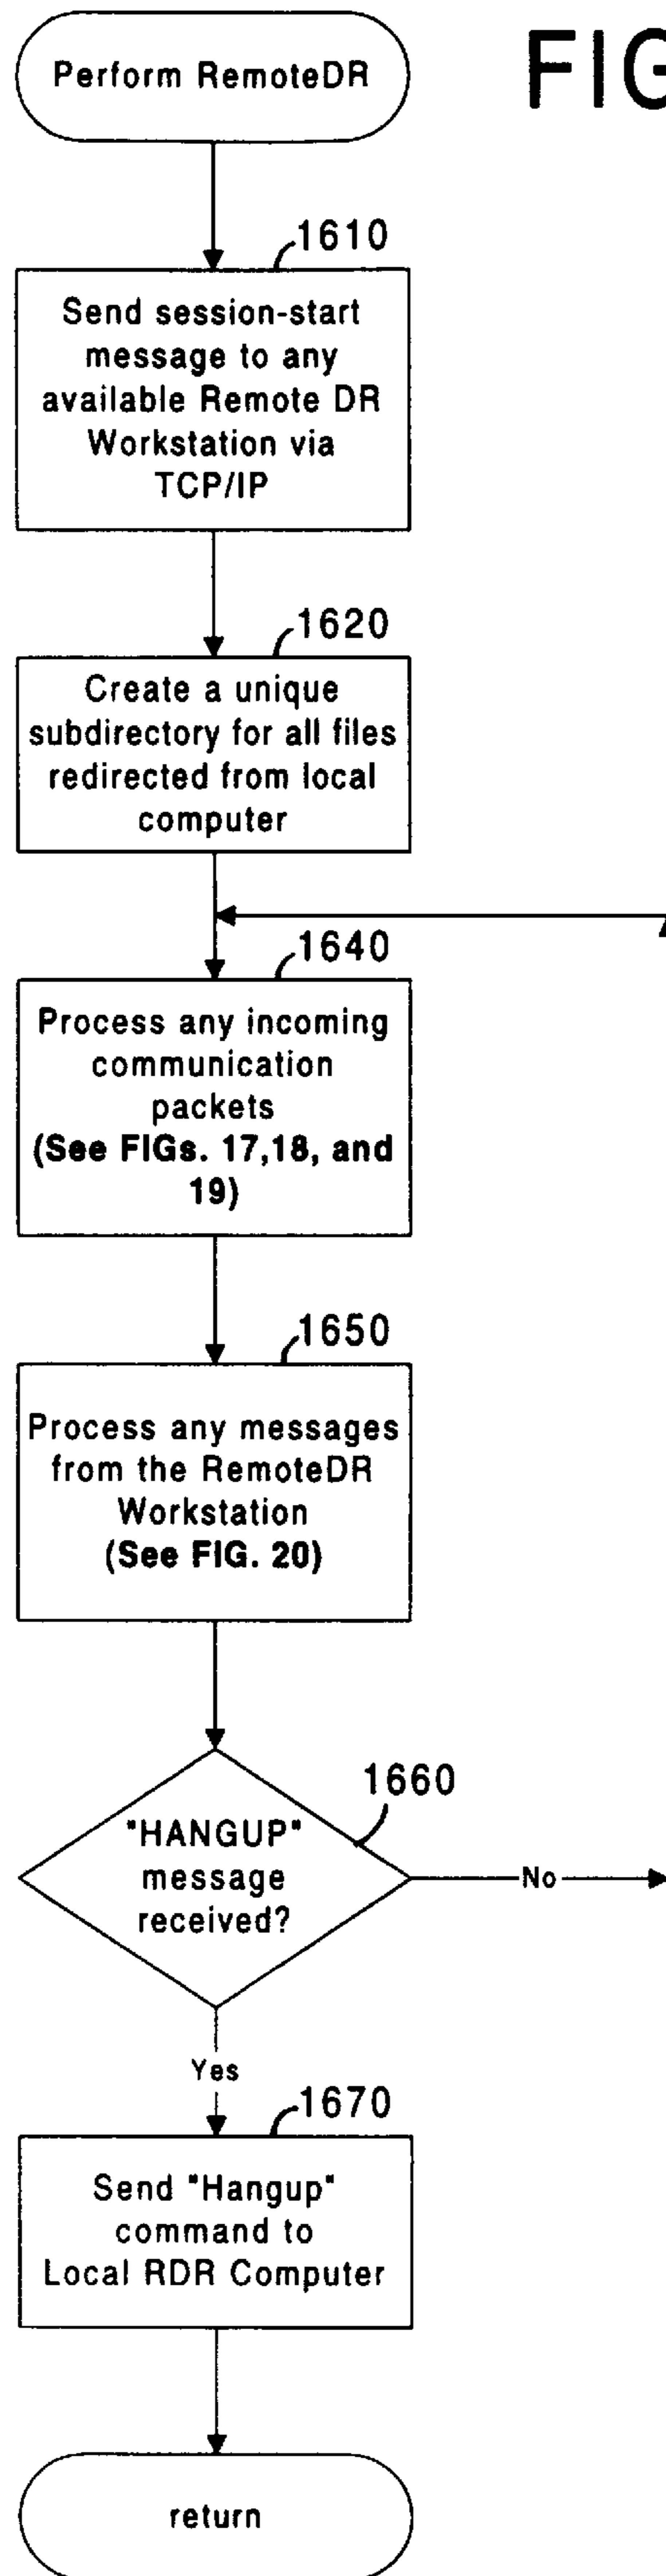 Perform RemoteDR
FIG
1610
Send session-start
message to any
available Remote DR
Workstation via
TCP/IP
1620
Create a unique
subdirectory for all files
redirected from local
computer
1640
Process any incoming
communication
packets
(See FIGs. 17,18, and
19)
1650
Process any messages
from the RemoteDR
Workstation
(See FIG. 20)
1660
"HANGUP"
message
received?
No
Yes
1670
Send "Hangup"
command to
Local RDR Computer
return